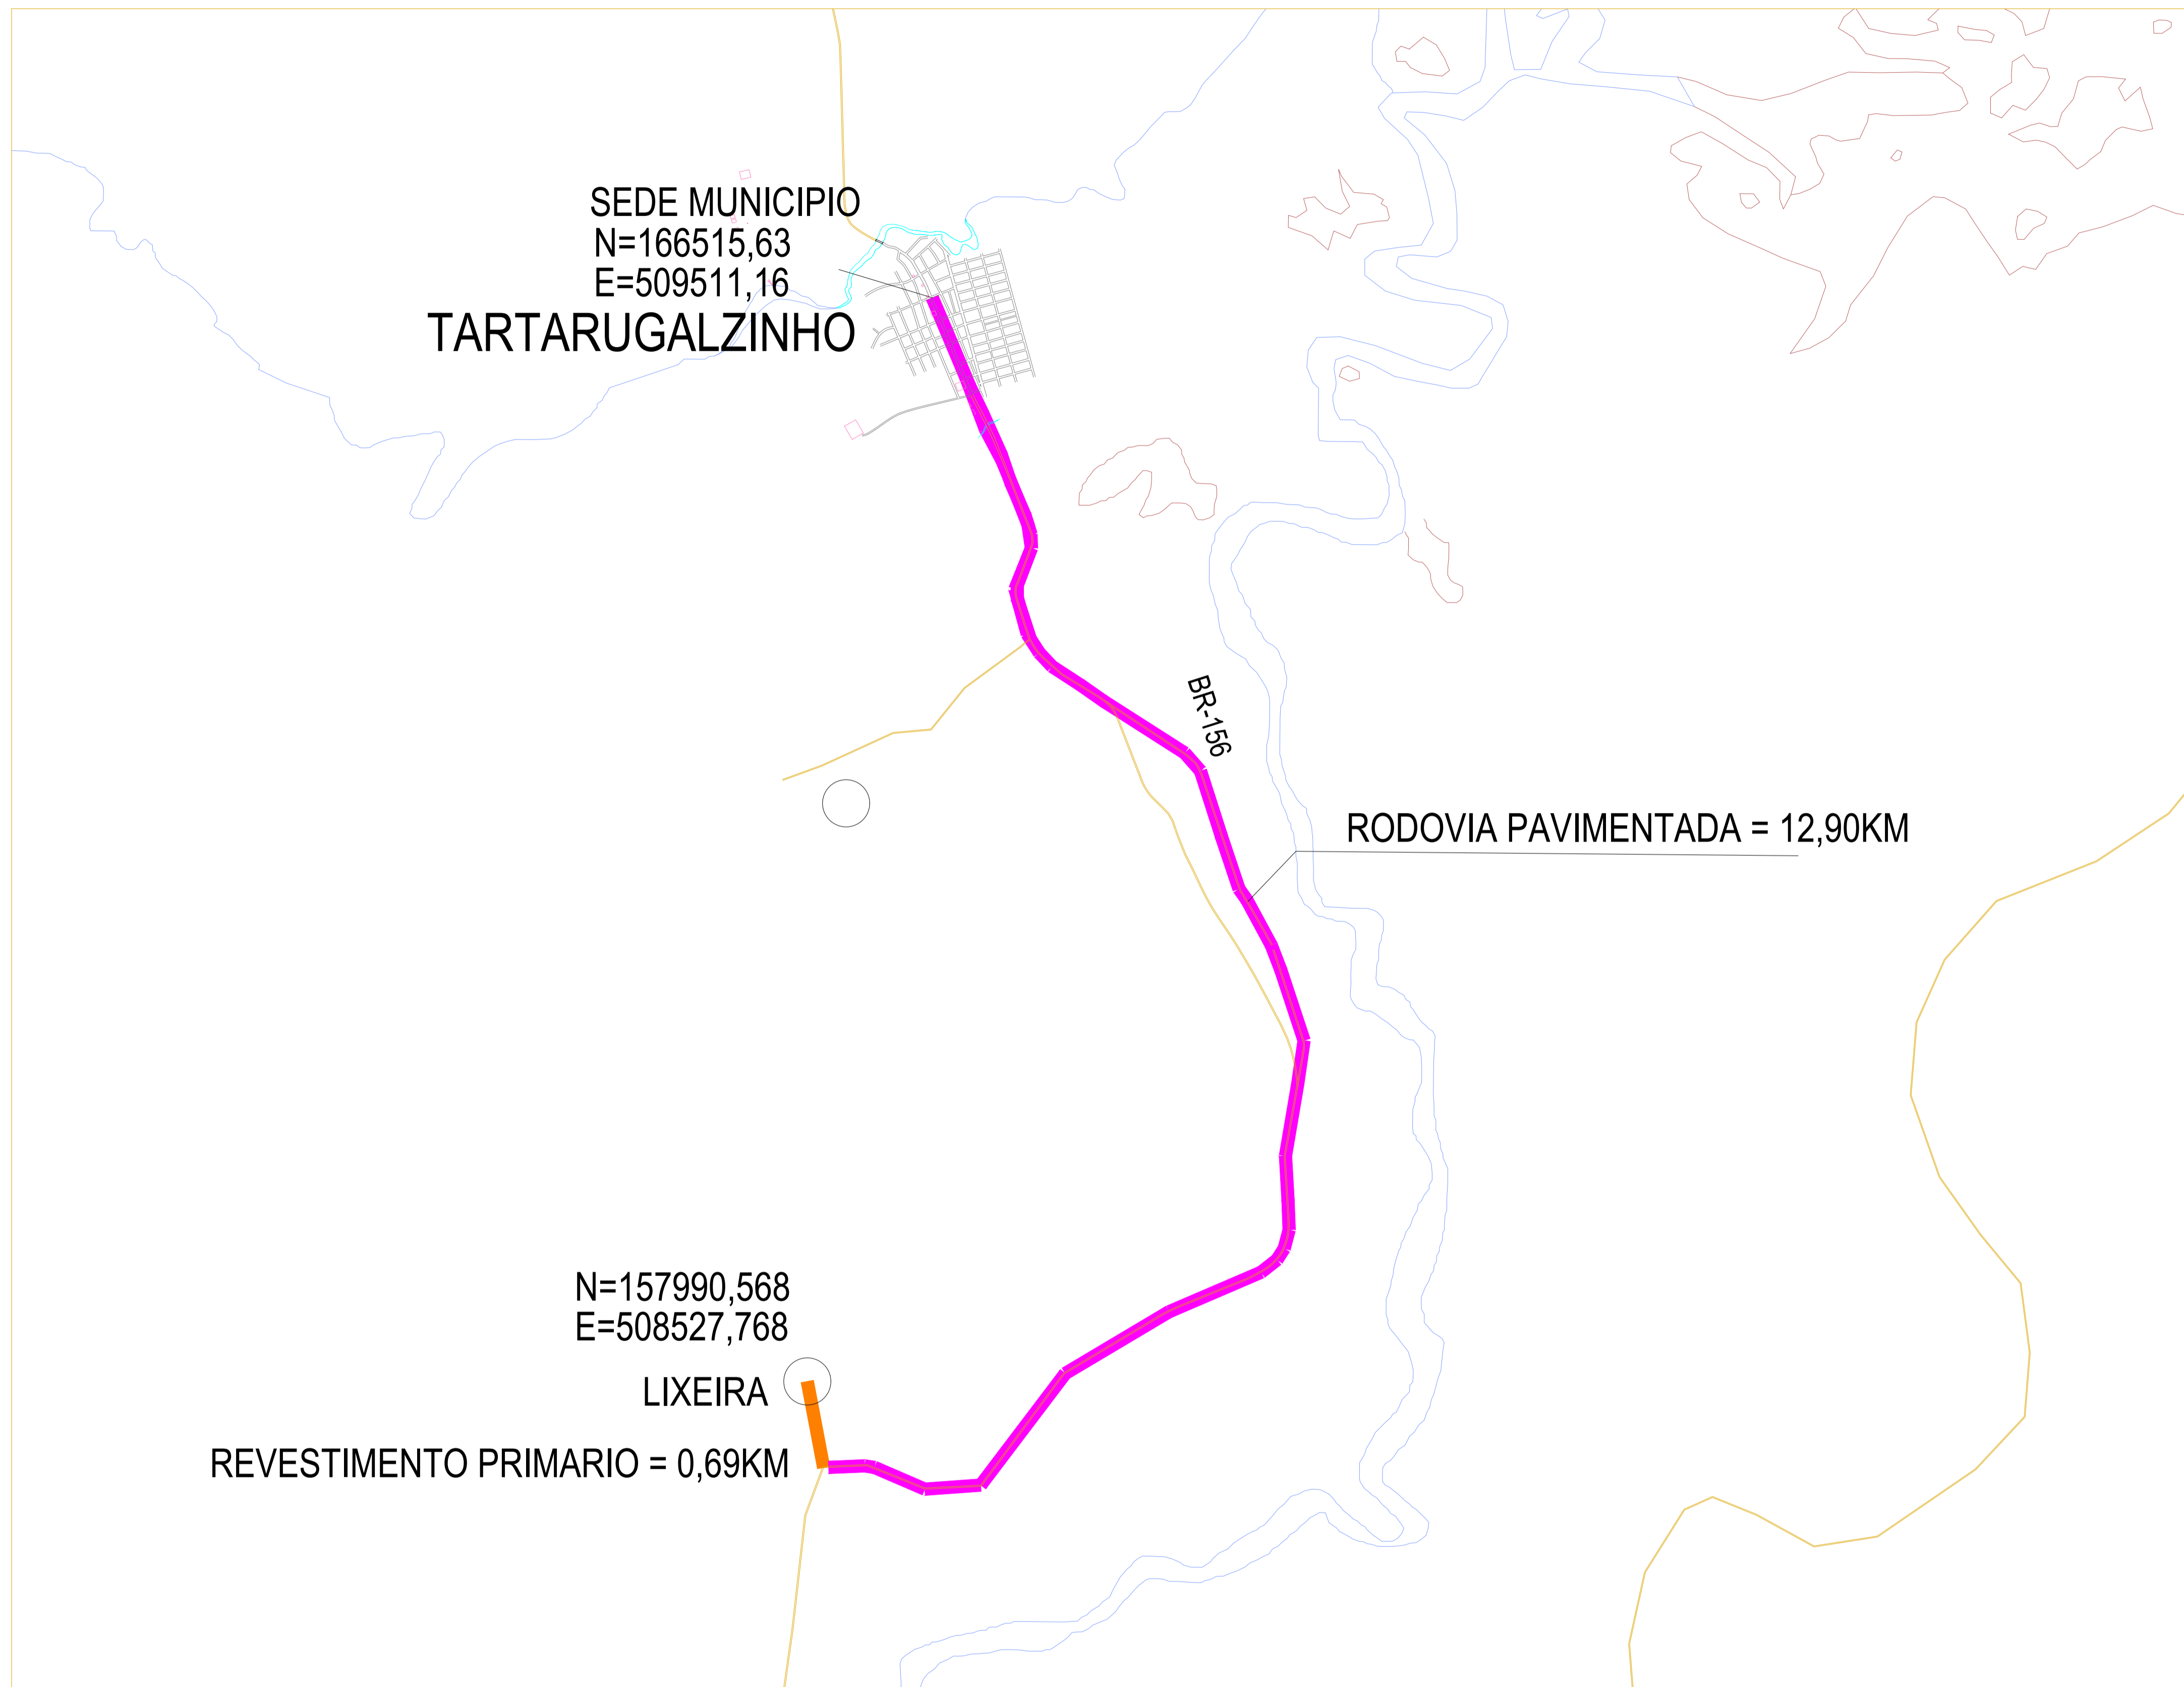 SEDE MUNICIPIO
N=166515,63
E=509511,16
TARTARUGALZINHO
BR-156
RODOVIA PAVIMENTADA = 12,90KM
N=157990,568
E=508527,768
LIXEIRA
REVESTIMENTO PRIMARIO = 0,69KM